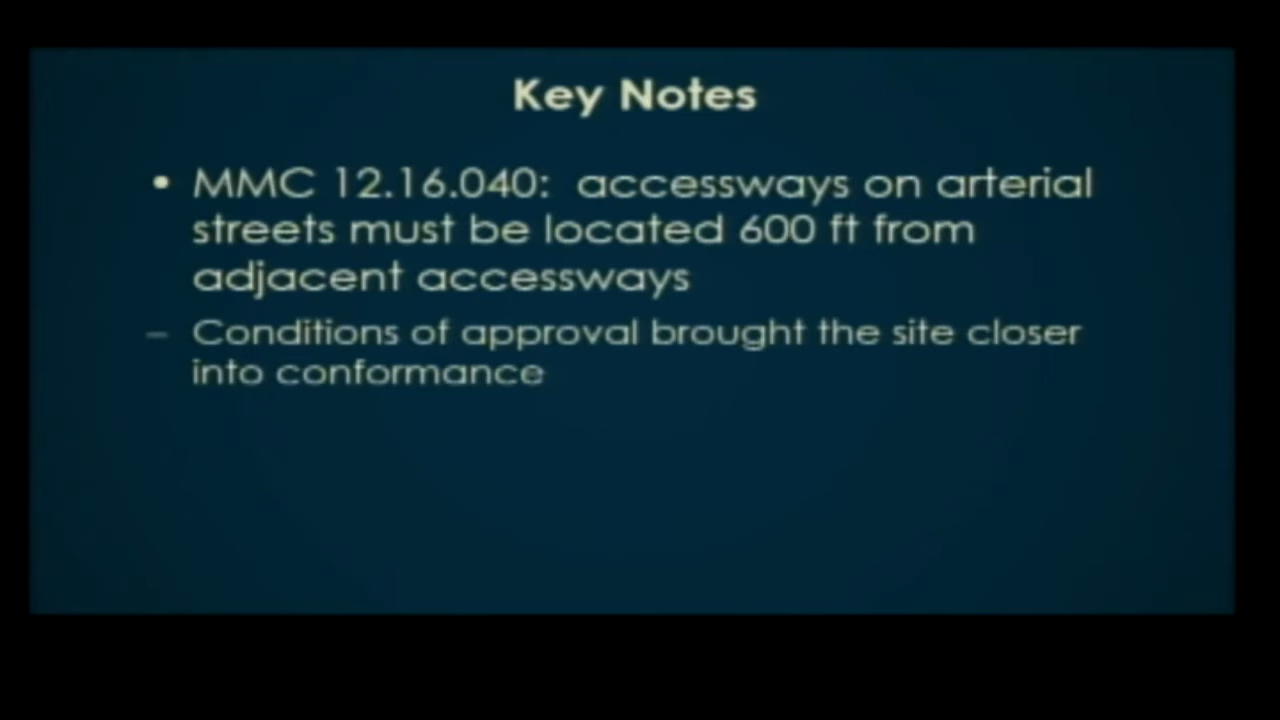 Key Notes
• MMC 12.16.040:  accessways on arterial
streets must be located 600 ft from
adjacent accessways
– Conditions of approval brought the site closer
into conformance